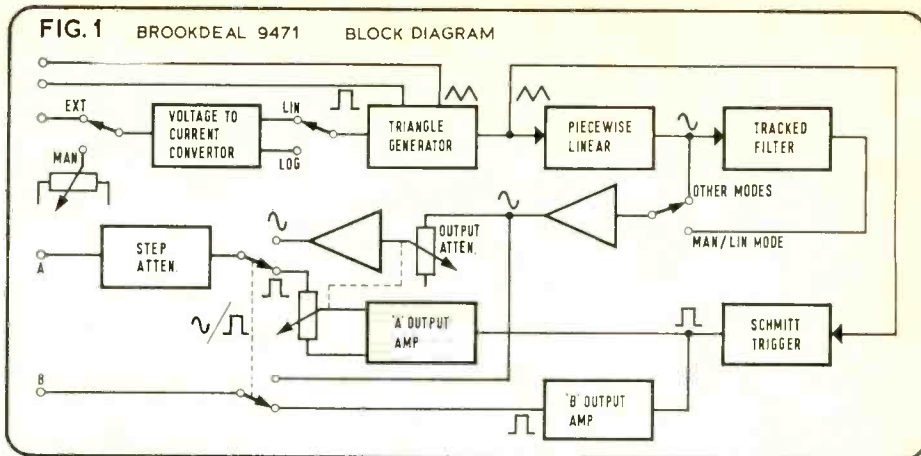 FIG. 1 BROOKDEAL 9471 BLOCK DIAGRAM
EXT
VOLTAGE TO
CURRENT
CONVERTOR
LIN
LOG
TRIANGLE
GENERATOR
PIECEWISE
LINEAR
TRACKED
FILTER
MAN
OTHER MODES
MAN/LIN MODE
A
STEP
ATTEN.
OUTPUT
ATTEN.
'A' OUTPUT
AMP
SCHMITT
TRIGGER
B
'B' OUTPUT
AMP